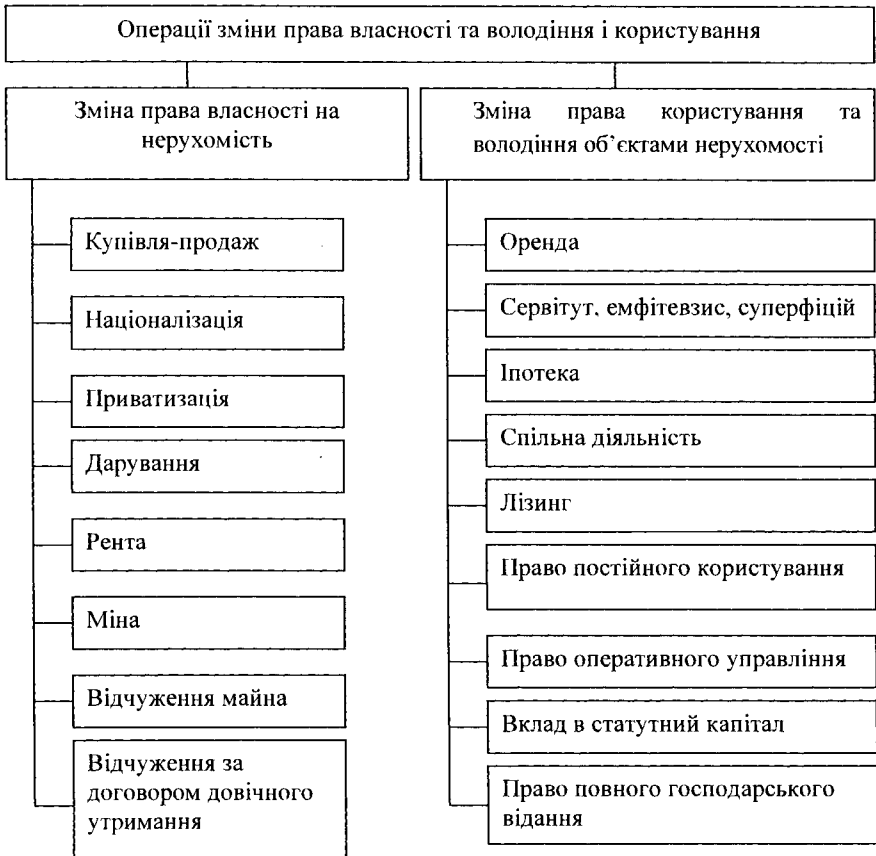 Операції зміни права власності та володіння і користування
Зміна права власності на
нерухомість
Купівля-продаж
Націоналізація
Приватизація
Дарування
Рента
Міна
Відчуження майна
Відчуження за
договором довічного
утримання
Зміна права користування та
володіння об’єктами нерухомості
Оренда
Сервітут, емфітевзис, суперфіцій
Іпотека
Спільна діяльність
Лізинг
Право постійного користування
Право оперативного управління
Вклад в статутний капітал
Право повного господарського
відання